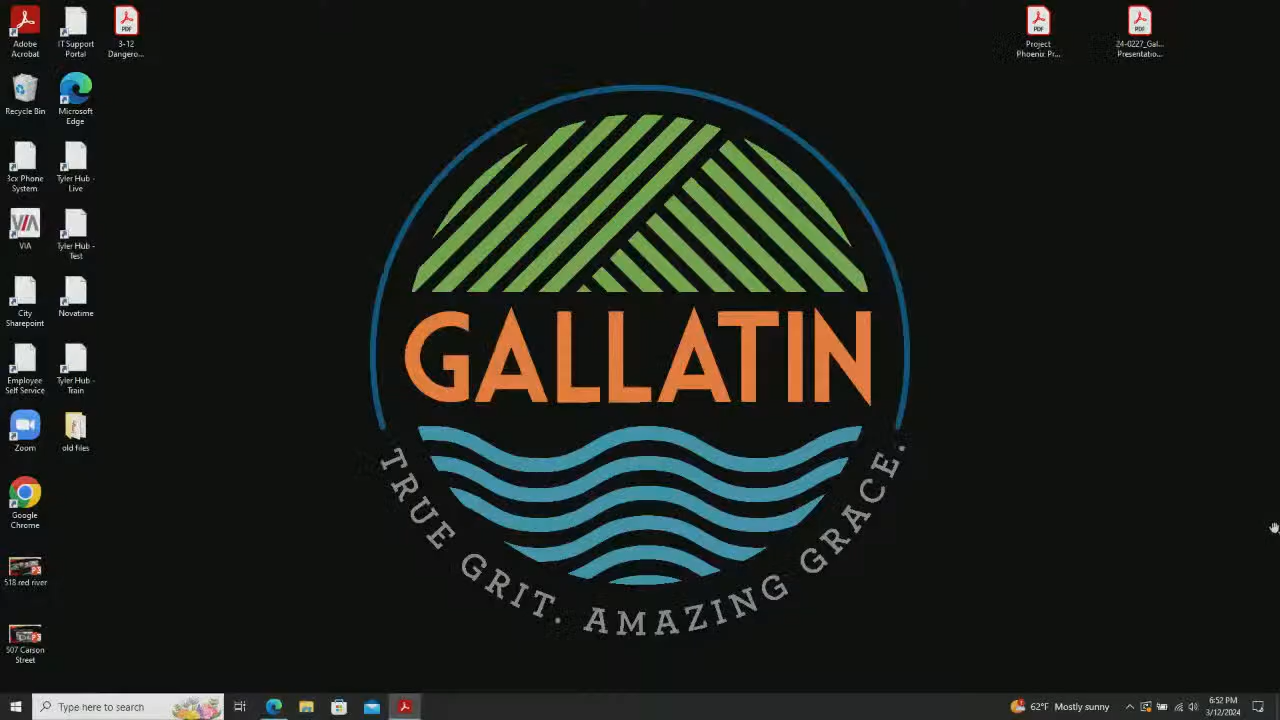 Adobe
Acrobat
IT Support
Portal
3-12
Dangero...
Project
Phoenix Pr...
24-0227_Gal...
Presentatio...
Recycle Bin
Microsoft
Edge
3cx Phone
System
Tyler Hub -
Live
VIA
VIA
Tyler Hub -
Test
City
Sharepoint
Novatime
Employee
Self Service
Tyler Hub -
Train
Zoom
old files
Google
Chrome
518 red river
507 Carson
Street
GALLATIN
TRUE GRIT. AMAZING GRACE.
Type here to search
62°F Mostly sunny
6:52 PM
3/12/2024